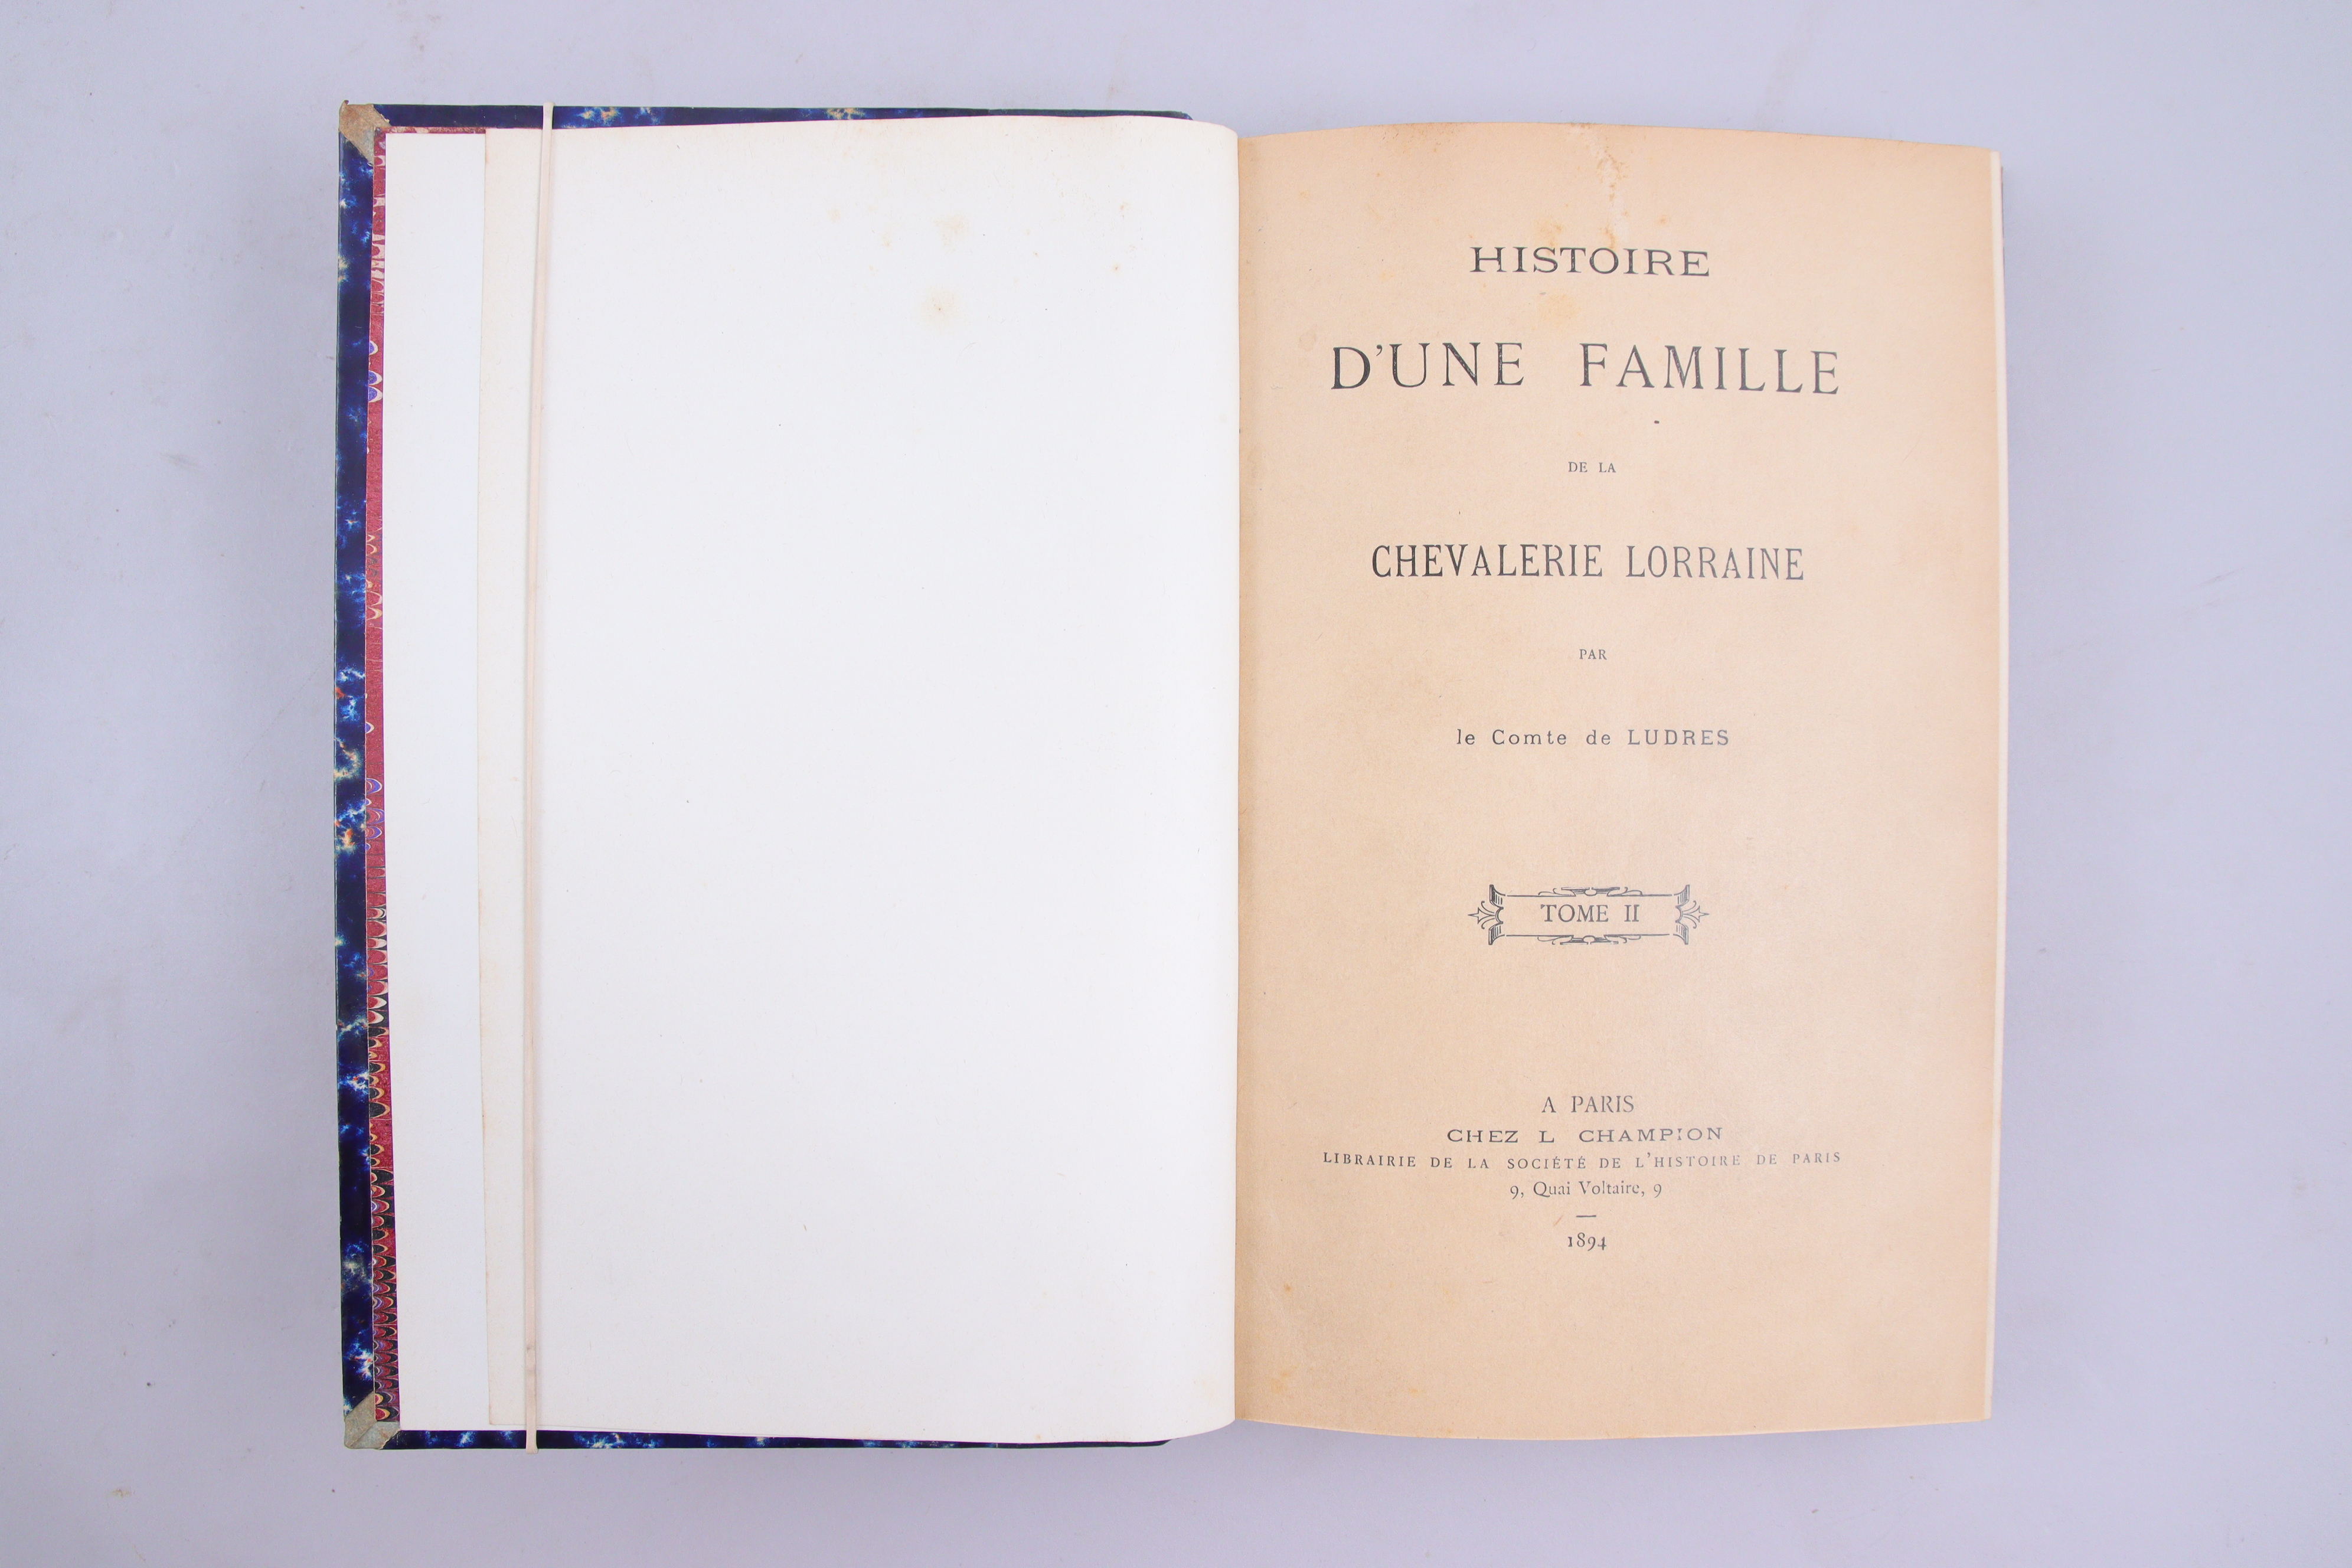 HISTOIRE
D'UNE FAMILLE
DE LA
CHEVALERIE LORRAINE
PAR
le Comte de LUDRES
TOME II
A PARIS
CHEZ L CHAMPION
LIBRAIRIE DE LA SOCIÉTÉ DE L'HISTOIRE DE PARIS
9, Quai Voltaire, 9
1894